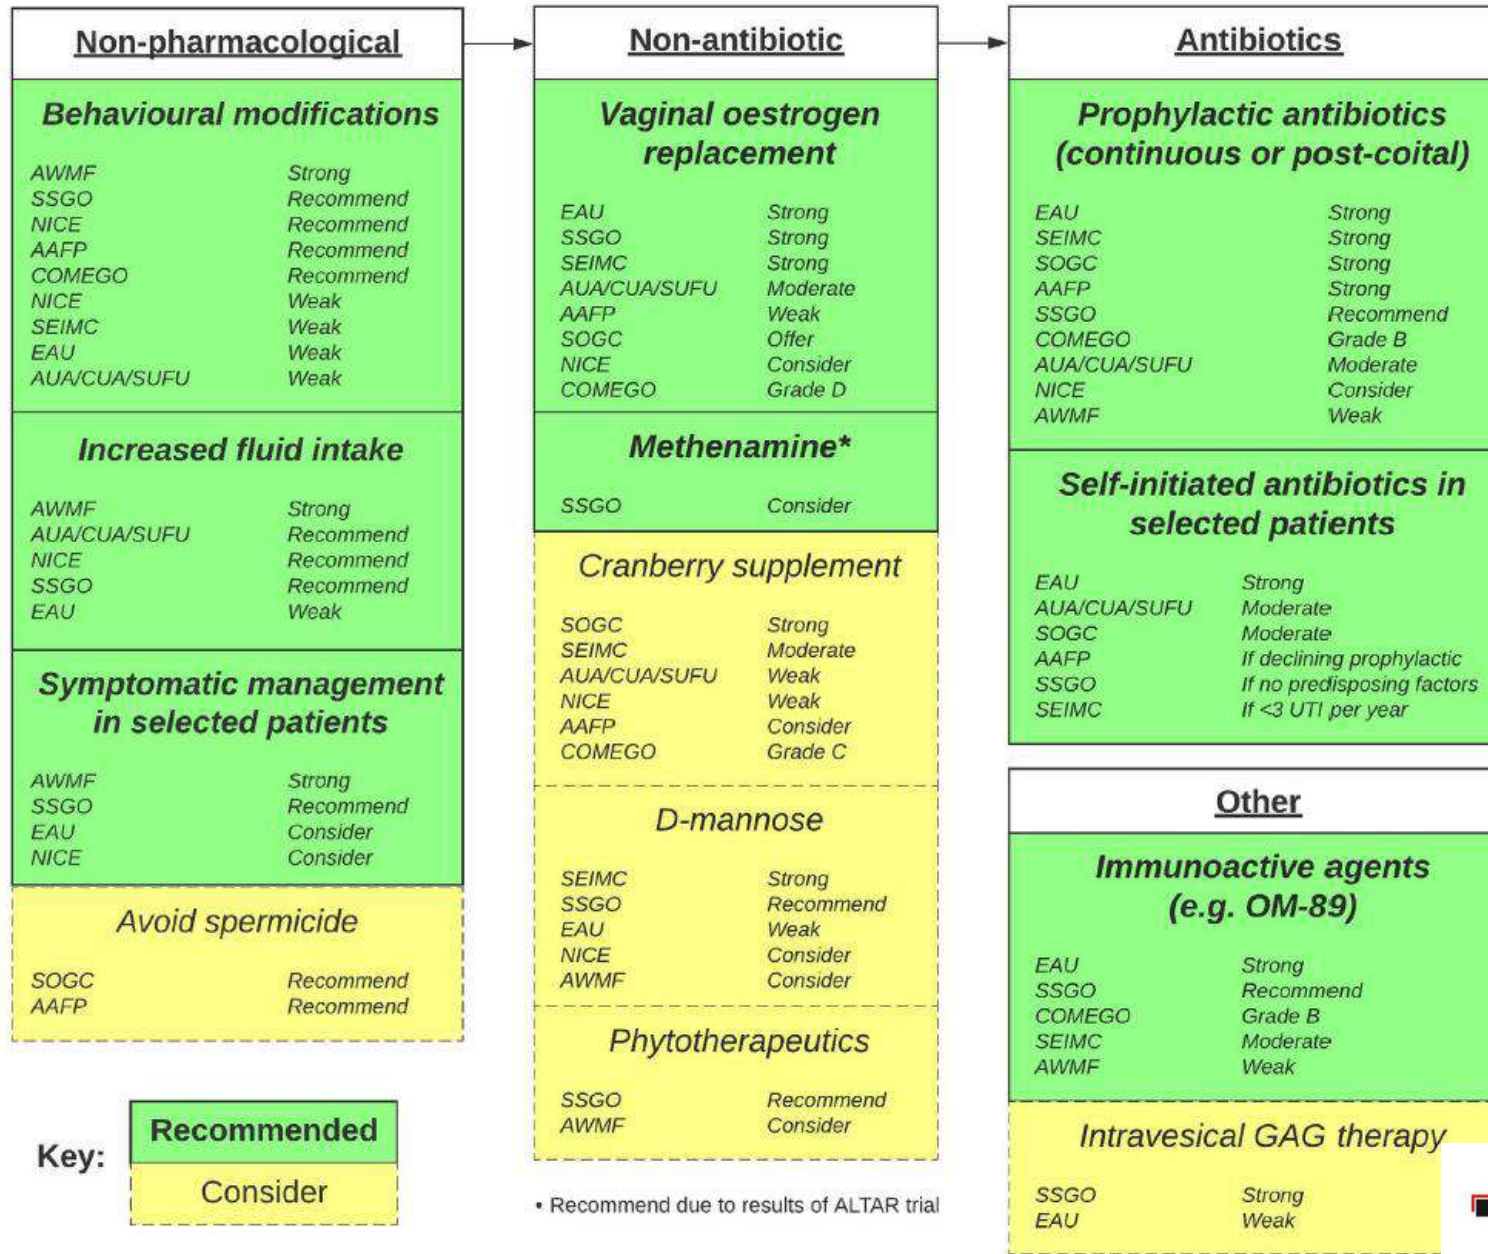 Non-pharmacological
Behavioural modifications
AWMF Strong
SSGO Recommend
NICE Recommend
AAFP Recommend
COMEGO Recommend
NICE Weak
SEIMC Weak
EAU Weak
AUA/CUA/SUFU Weak
Increased fluid intake
AWMF Strong
AUA/CUA/SUFU Recommend
NICE Recommend
SSGO Recommend
EAU Weak
Symptomatic management
in selected patients
AWMF Strong
SSGO Recommend
EAU Consider
NICE Consider
Avoid spermicide
SOGC Recommend
AAFP Recommend
Key:
Recommended
Consider
Non-antibiotic
Vaginal oestrogen
replacement
EAU Strong
SSGO Strong
SEIMC Strong
AUA/CUA/SUFU Moderate
AAFP Weak
SOGC Offer
NICE Consider
COMEGO Grade D
Methenamine*
SSGO Consider
Cranberry supplement
SOGC Strong
SEIMC Moderate
AUA/CUA/SUFU Weak
NICE Weak
AAFP Consider
COMEGO Grade C
D-mannose
SEIMC Strong
SSGO Recommend
EAU Weak
NICE Consider
AWMF Consider
Phytotherapeutics
SSGO Recommend
AWMF Consider
• Recommend due to results of ALTAR trial
Antibiotics
Prophylactic antibiotics
(continuous or post-coital)
EAU Strong
SEIMC Strong
SOGC Strong
AAFP Strong
SSGO Recommend
COMEGO Grade B
AUA/CUA/SUFU Moderate
NICE Consider
AWMF Weak
Self-initiated antibiotics in
selected patients
EAU Strong
AUA/CUA/SUFU Moderate
SOGC Moderate
AAFP If declining prophylactic
SSGO If no predisposing factors
SEIMC If <3 UTI per year
Other
Immunoactive agents
(e.g. OM-89)
EAU Strong
SSGO Recommend
COMEGO Grade B
SEIMC Moderate
AWMF Weak
Intravesical GAG therapy
SSGO Strong
EAU Weak